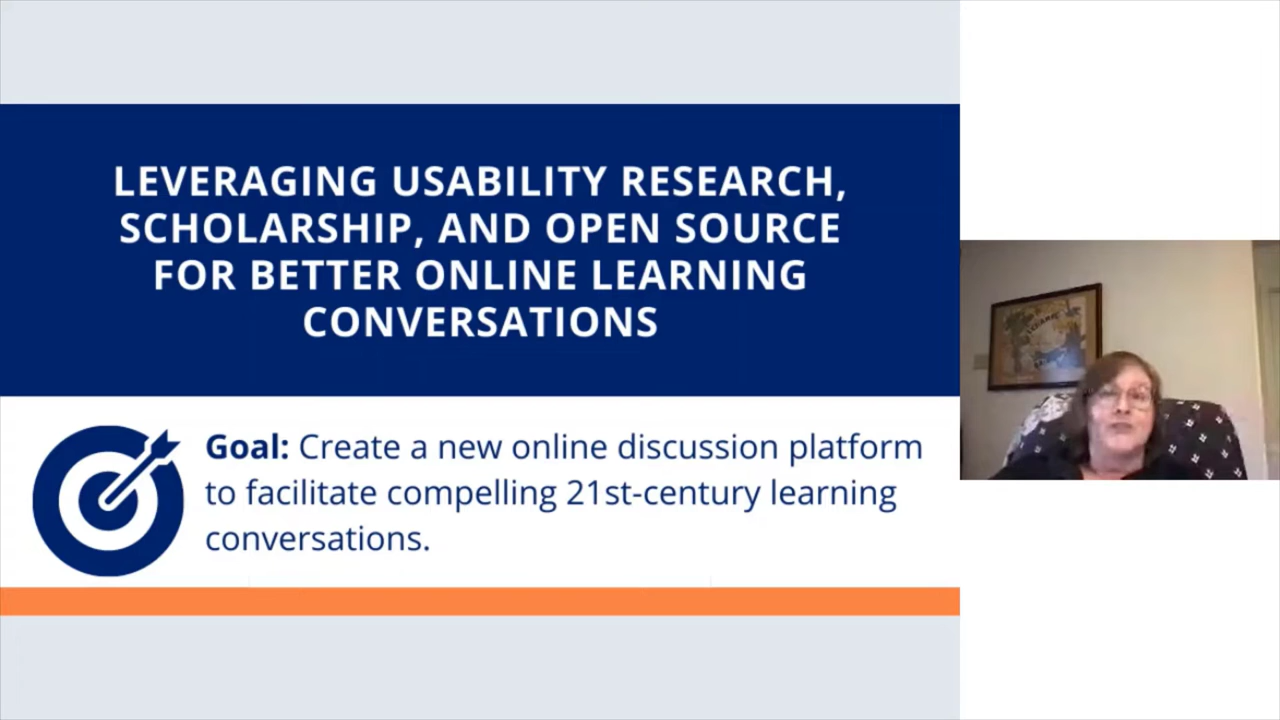 LEVERAGING USABILITY RESEARCH,
SCHOLARSHIP, AND OPEN SOURCE
FOR BETTER ONLINE LEARNING
CONVERSATIONS
Goal: Create a new online discussion platform
to facilitate compelling 21st-century learning
conversations.